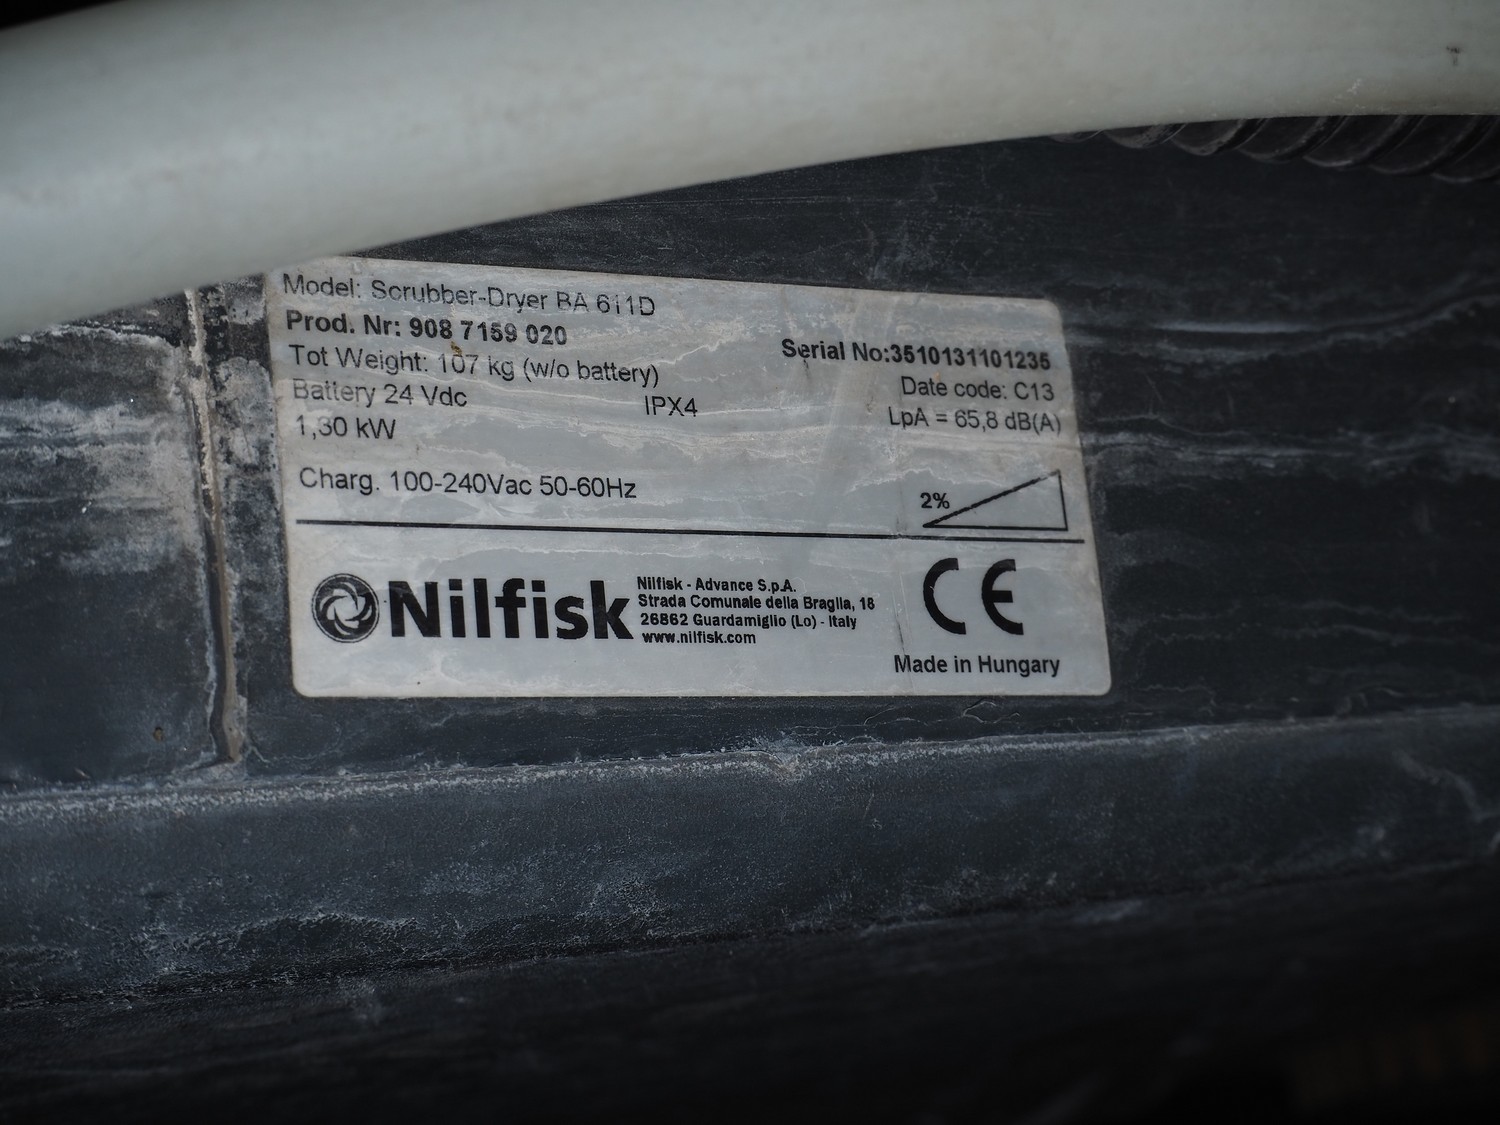 Model: Scrubber-Dryer BA 611D
Prod. Nr: 908 7159 020
Serial No:3510131101235
Tot Weight: 107 kg (w/o battery)
Date code: C13
Battery 24 Vdc
IPX4
LpA = 65,8 dB(A)
1,30 kW
Charg. 100-240Vac 50-60Hz
2%
Nilfisk
Nilfisk - Advance S.p.A.
Strada Comunale della Braglia, 18
26862 Guardamiglio (Lo) - Italy
www.nilfisk.com
CE
Made in Hungary